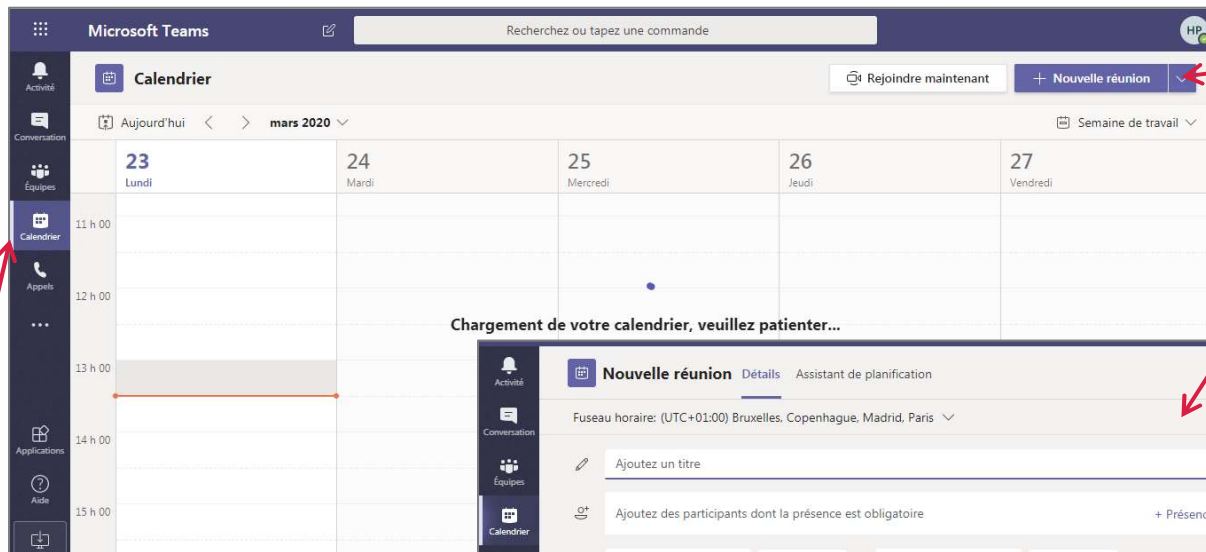 Microsoft Teams
Recherchez ou tapez une commande
HP
Activité
Calendrier
Rejoindre maintenant
+ Nouvelle réunion
Conversation
Aujourd'hui < > mars 2020
Semaine de travail
Équipes
23
Lundi
24
Mardi
25
Mercredi
26
Jeudi
27
Vendredi
Calendrier
11 h 00
Appels
12 h 00
...
Chargement de votre calendrier, veuillez patienter...
13 h 00
14 h 00
15 h 00
Applications
Aide
Activité
Nouvelle réunion Détails Assistant de planification
Conversation
Fuseau horaire: (UTC+01:00) Bruxelles, Copenhague, Madrid, Paris
Équipes
Ajoutez un titre
Calendrier
Ajoutez des participants dont la présence est obligatoire
+ Présenc